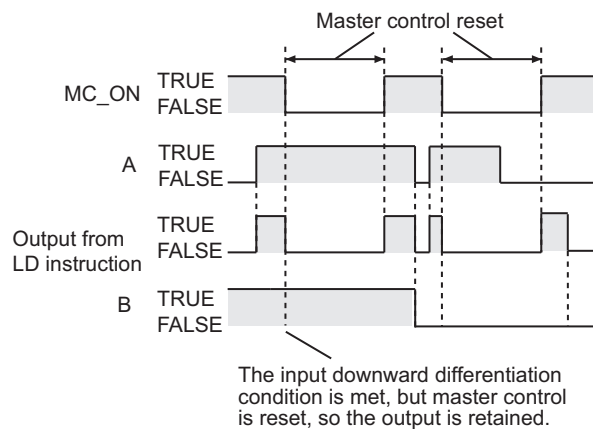 Master control reset
MC_ON
TRUE
FALSE
A
TRUE
FALSE
Output from
LD instruction
TRUE
FALSE
B
TRUE
FALSE
The input downward differentiation
condition is met, but master control
is reset, so the output is retained.